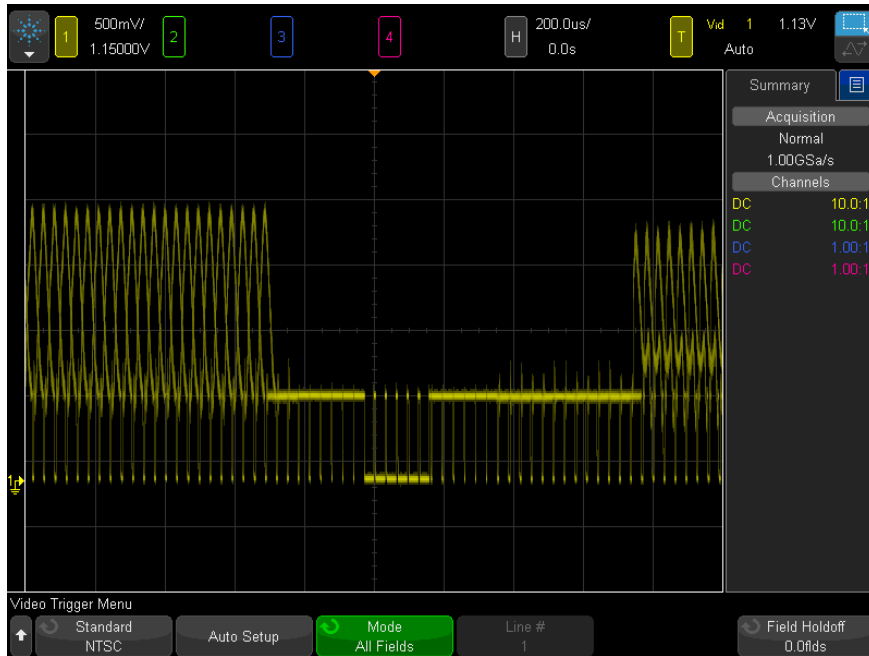 1 500mV/ 1.15000V 2 3 4 H 200.0us/ 0.0s T Vid 1 1.13V Auto
Summary
Acquisition
Normal
1.00GSa/s
Channels
DC 10.0:1
DC 10.0:1
DC 1.00:1
DC 1.00:1
1
Video Trigger Menu
Standard NTSC
Auto Setup
Mode All Fields
Line # 1
Field Holdoff 0.0flds